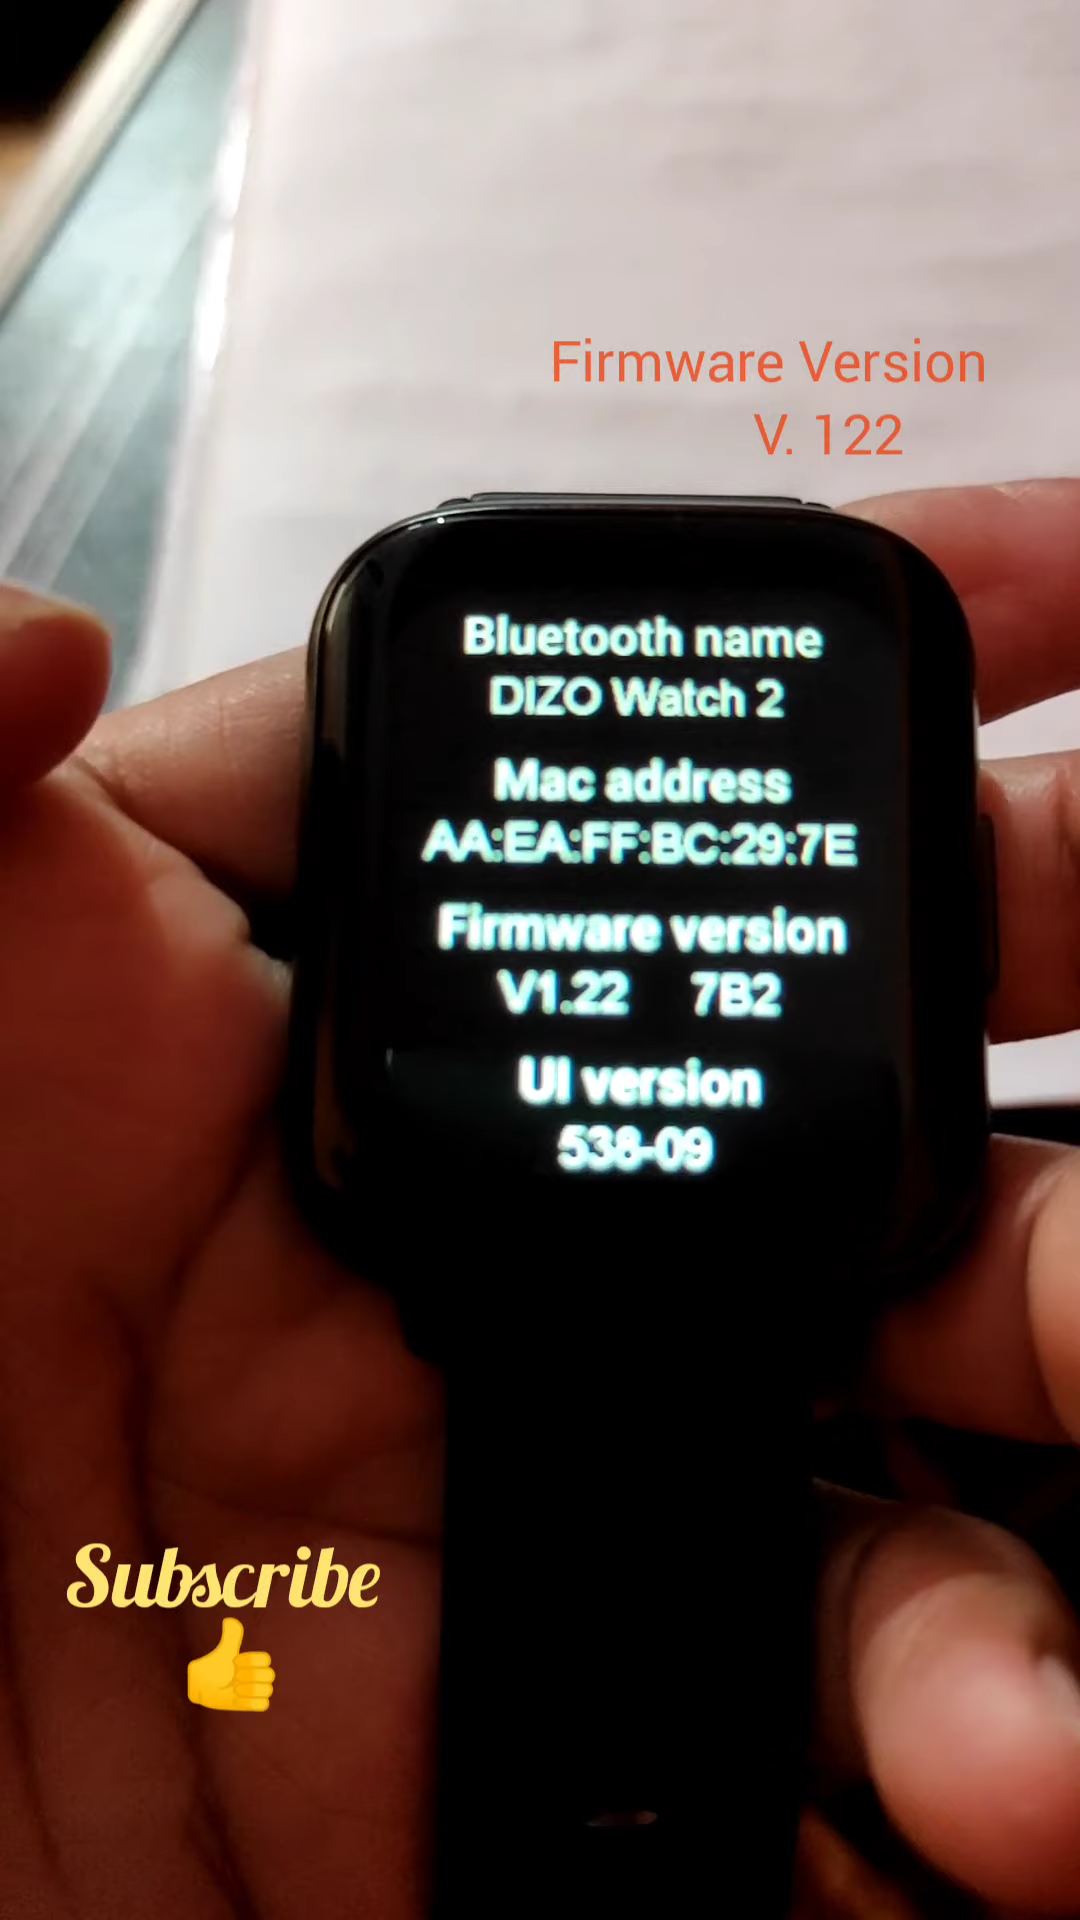 Firmware Version
V. 122
Bluetooth name
DIZO Watch 2
Mac address
AA:EA:FF:BC:29:7E
Firmware version
V1.22 7B2
UI version
538-09
Subscribe
👍